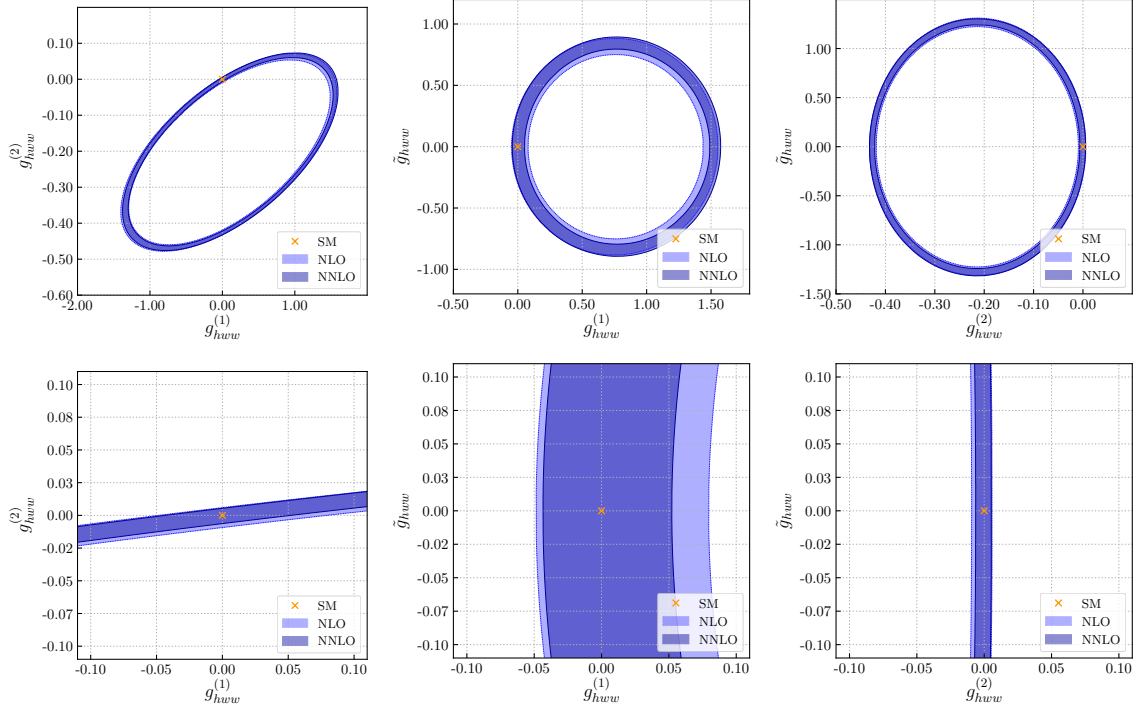 0.10
0.00
-0.10
-0.20
-0.30
-0.40
-0.50
-0.60
-2.00 -1.00 0.00 1.00
g_{hww}^{(1)}
g_{hww}^{(2)}
SM
NLO
NNLO
1.00
0.50
0.00
-0.50
-1.00
-0.50 0.00 0.50 1.00 1.50
g_{hww}^{(1)}
g̃_{hww}
SM
NLO
NNLO
1.00
0.50
0.00
-0.50
-1.00
-1.50
-0.50 -0.40 -0.30 -0.20 -0.10 0.00
g_{hww}^{(2)}
g̃_{hww}
SM
NLO
NNLO
0.10
0.08
0.05
0.03
0.00
-0.02
-0.05
-0.07
-0.10
-0.10 -0.05 0.00 0.05 0.10
g_{hww}^{(1)}
g_{hww}^{(2)}
SM
NLO
NNLO
0.10
0.08
0.05
0.03
0.00
-0.02
-0.05
-0.07
-0.10
-0.10 -0.05 0.00 0.05 0.10
g_{hww}^{(1)}
g̃_{hww}
SM
NLO
NNLO
0.10
0.08
0.05
0.03
0.00
-0.02
-0.05
-0.07
-0.10
-0.10 -0.05 0.00 0.05 0.10
g_{hww}^{(2)}
g̃_{hww}
SM
NLO
NNLO